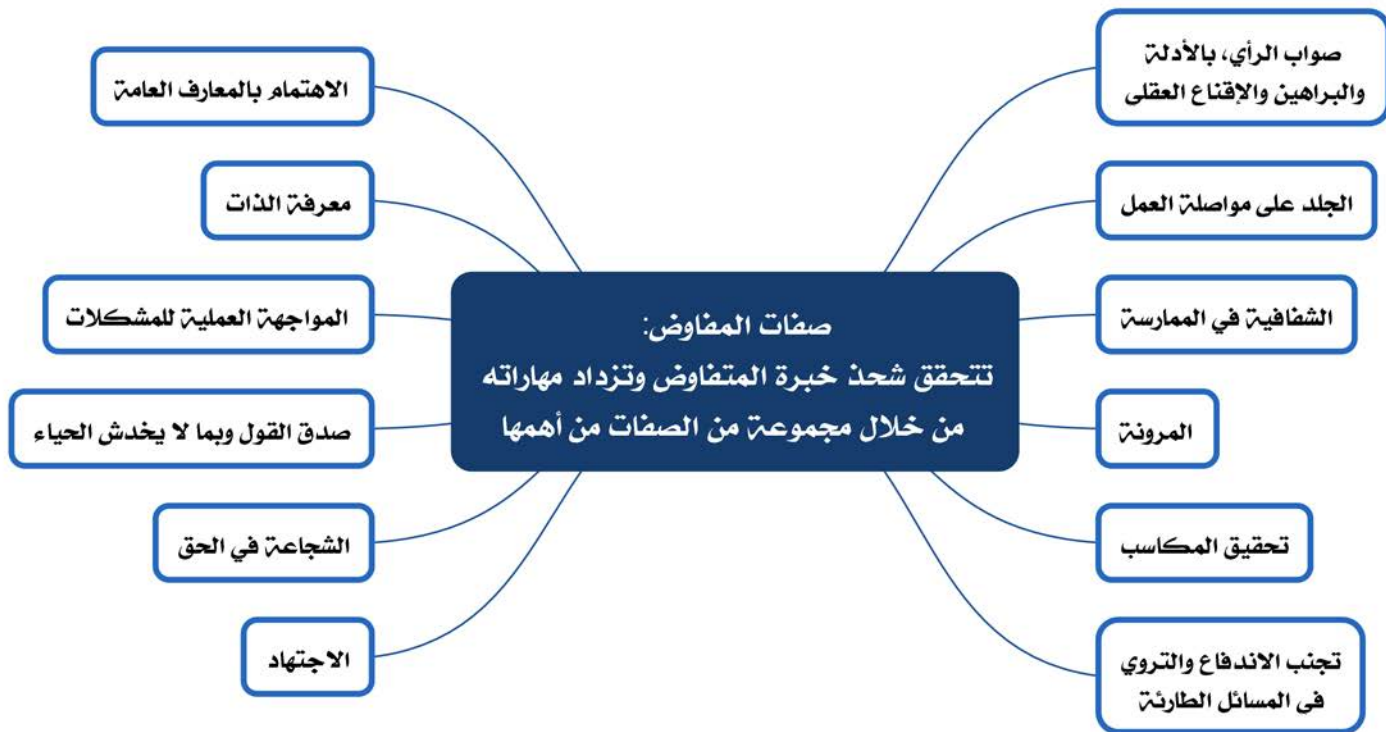 صفات المفاوض:
تتحقق شحذ خبرة المتفاوض وتزداد مهاراته
من خلال مجموعة من الصفات من أهمها
صواب الرأي، بالأدلة
والبراهين والإقناع العقلى
الجلد على مواصلة العمل
الشفافية في الممارسة
المرونة
تحقيق المكاسب
تجنب الاندفاع والتروي
فى المسائل الطارئة
الاهتمام بالمعارف العامة
معرفة الذات
المواجهة العملية للمشكلات
صدق القول وبما لا يخدش الحياء
الشجاعة في الحق
الاجتهاد